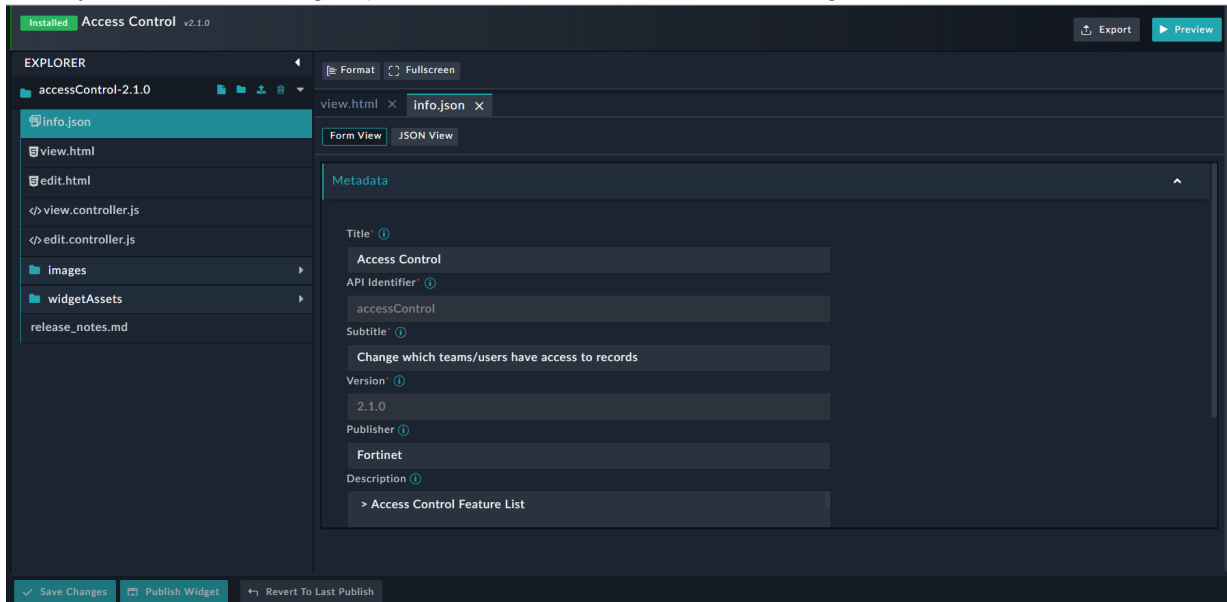 Installed Access Control v2.1.0
Export
Preview
EXPLORER
accessControl-2.1.0
info.json
view.html
edit.html
view.controller.js
edit.controller.js
images
widgetAssets
release_notes.md
Format Fullscreen
view.html × info.json ×
Form View JSON View
Metadata
Title*
Access Control
API Identifier*
accessControl
Subtitle*
Change which teams/users have access to records
Version*
2.1.0
Publisher
Fortinet
Description
> Access Control Feature List
Save Changes Publish Widget Revert To Last Publish